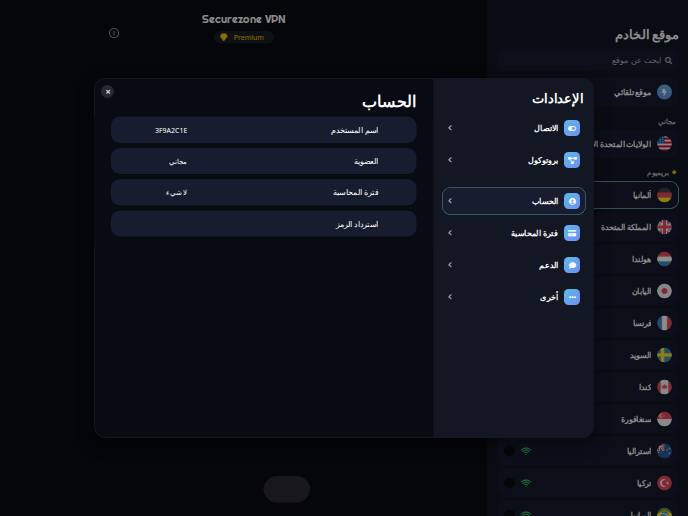 Securezone VPN
Premium
موقع الخادم
ابحث عن موقع
موقع تلقائي
مجاني
الولايات المتحدة
بريميوم
ألمانيا
المملكة المتحدة
هولندا
اليابان
فرنسا
السويد
كندا
سنغافورة
استراليا
تركيا
الإعدادات
الاتصال
بروتوكول
الحساب
فترة المحاسبة
الدعم
أخرى
الحساب
اسم المستخدم 3F9A2C1E
العضوية مجاني
فترة المحاسبة لا شيء
استرداد الرمز